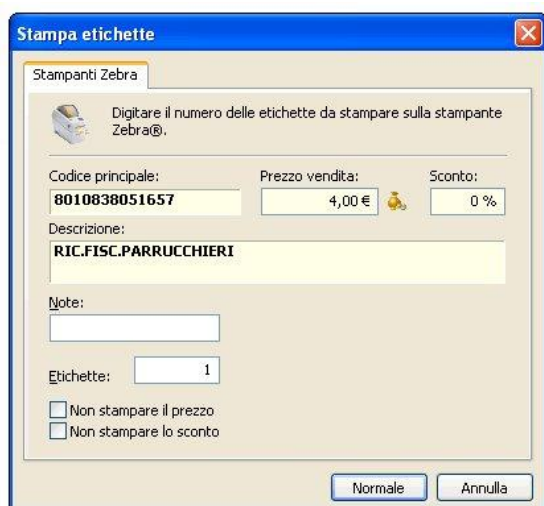 Stampa etichette
Stampanti Zebra
Digitare il numero delle etichette da stampare sulla stampante
Zebra®.
Codice principale: Prezzo vendita: Sconto:
8010838051657 4,00 € 0 %
Descrizione:
RIC.FISC.PARRUCCHIERI
Note:
Etichette: 1
Non stampare il prezzo
Non stampare lo sconto
Normale Annulla